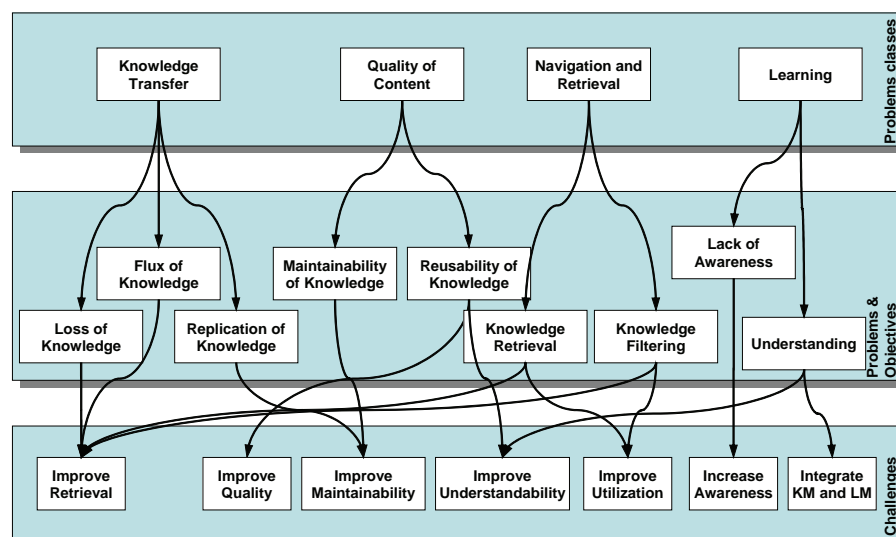 Knowledge
Transfer
Quality of
Content
Navigation and
Retrieval
Learning
Problems classes
Flux of
Knowledge
Maintainability
of Knowledge
Reusability of
Knowledge
Lack of
Awareness
Loss of
Knowledge
Replication of
Knowledge
Knowledge
Retrieval
Knowledge
Filtering
Understanding
Problems &
Objectives
Improve
Retrieval
Improve
Quality
Improve
Maintainability
Improve
Understandability
Improve
Utilization
Increase
Awareness
Integrate
KM and LM
Challenges